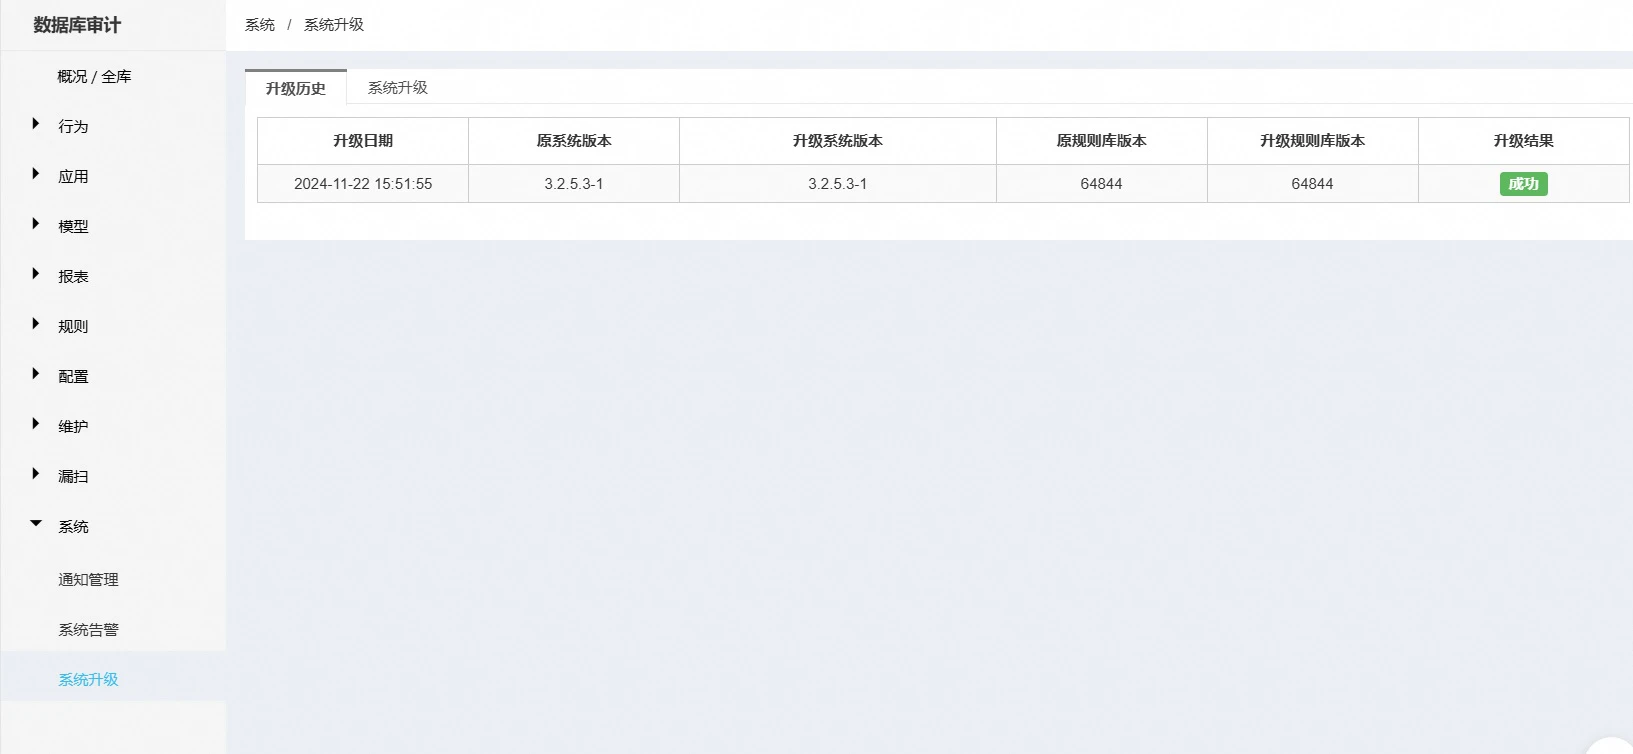 数据库审计
系统 / 系统升级
概况 / 全库
行为
应用
模型
报表
规则
配置
维护
漏扫
系统
通知管理
系统告警
系统升级
升级历史 系统升级
升级日期 原系统版本 升级系统版本 原规则库版本 升级规则库版本 升级结果
2024-11-22 15:51:55 3.2.5.3-1 3.2.5.3-1 64844 64844 成功